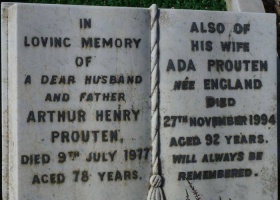 IN
LOVING MEMORY
OF
A DEAR HUSBAND
AND FATHER
ARTHUR HENRY
PROUTEN,
DIED 9TH JULY 1977
AGED 78 YEARS.
ALSO OF
HIS WIFE
ADA PROUTEN
NÉE ENGLAND
DIED
27TH NOVEMBER 1994
AGED 92 YEARS.
WILL ALWAYS BE
REMEMBERED.